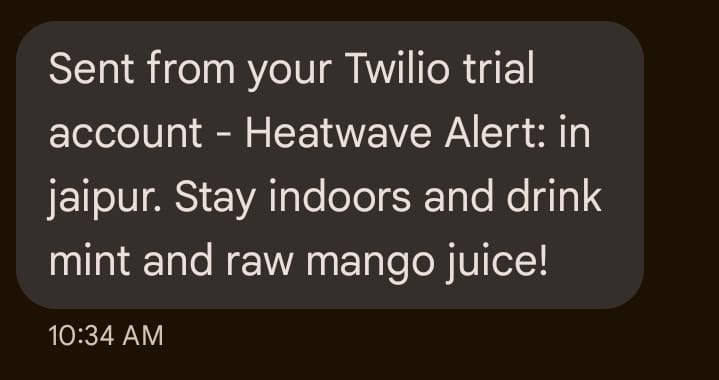 Sent from your Twilio trial
account - Heatwave Alert: in
jaipur. Stay indoors and drink
mint and raw mango juice!
10:34 AM